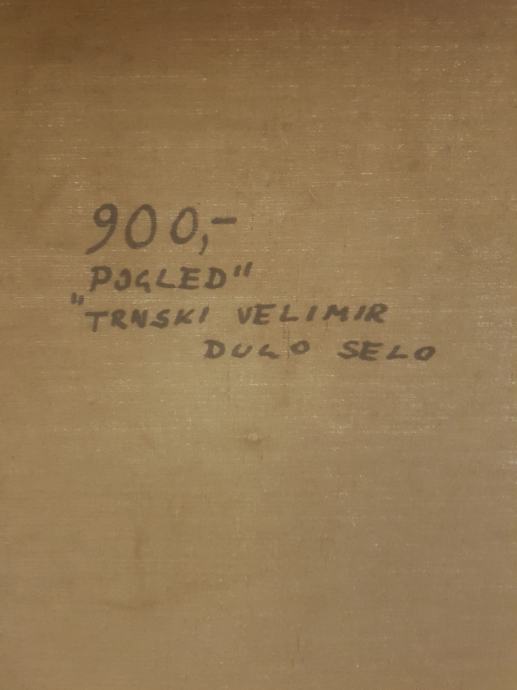 900,-
"POGLED"
TRNSKI VELIMIR
DUGO SELO